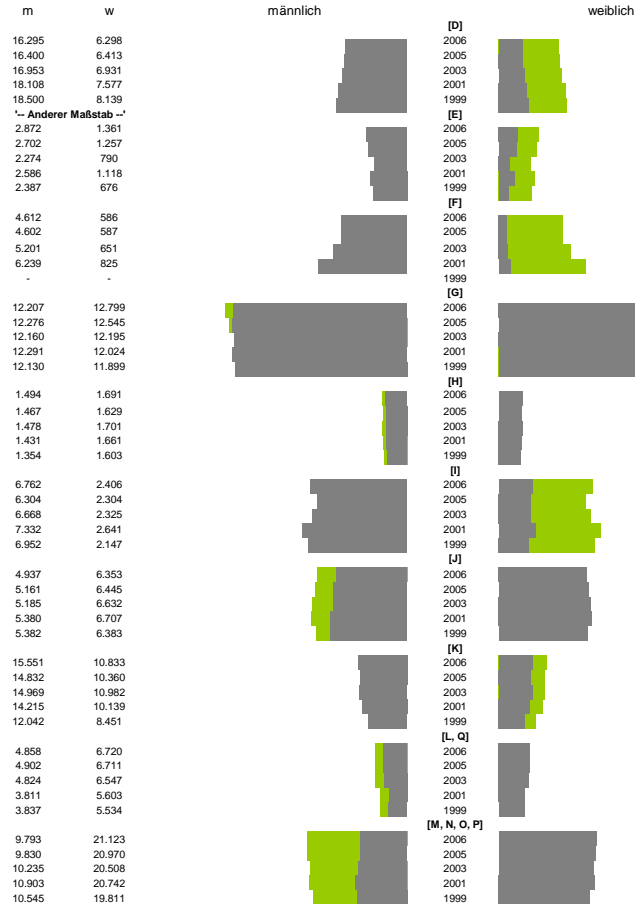 m w männlich weiblich
[D]
16.295 6.298 2006
16.400 6.413 2005
16.953 6.931 2003
18.108 7.577 2001
18.500 8.139 1999
'-- Anderer Maßstab --' [E]
2.872 1.361 2006
2.702 1.257 2005
2.274 790 2003
2.586 1.118 2001
2.387 676 1999
[F]
4.612 586 2006
4.602 587 2005
5.201 651 2003
6.239 825 2001
- - 1999
[G]
12.207 12.799 2006
12.276 12.545 2005
12.160 12.195 2003
12.291 12.024 2001
12.130 11.899 1999
[H]
1.494 1.691 2006
1.467 1.629 2005
1.478 1.701 2003
1.431 1.661 2001
1.354 1.603 1999
[I]
6.762 2.406 2006
6.304 2.304 2005
6.668 2.325 2003
7.332 2.641 2001
6.952 2.147 1999
[J]
4.937 6.353 2006
5.161 6.445 2005
5.185 6.632 2003
5.380 6.707 2001
5.382 6.383 1999
[K]
15.551 10.833 2006
14.832 10.360 2005
14.969 10.982 2003
14.215 10.139 2001
12.042 8.451 1999
[L, Q]
4.858 6.720 2006
4.902 6.711 2005
4.824 6.547 2003
3.811 5.603 2001
3.837 5.534 1999
[M, N, O, P]
9.793 21.123 2006
9.830 20.970 2005
10.235 20.508 2003
10.903 20.742 2001
10.545 19.811 1999